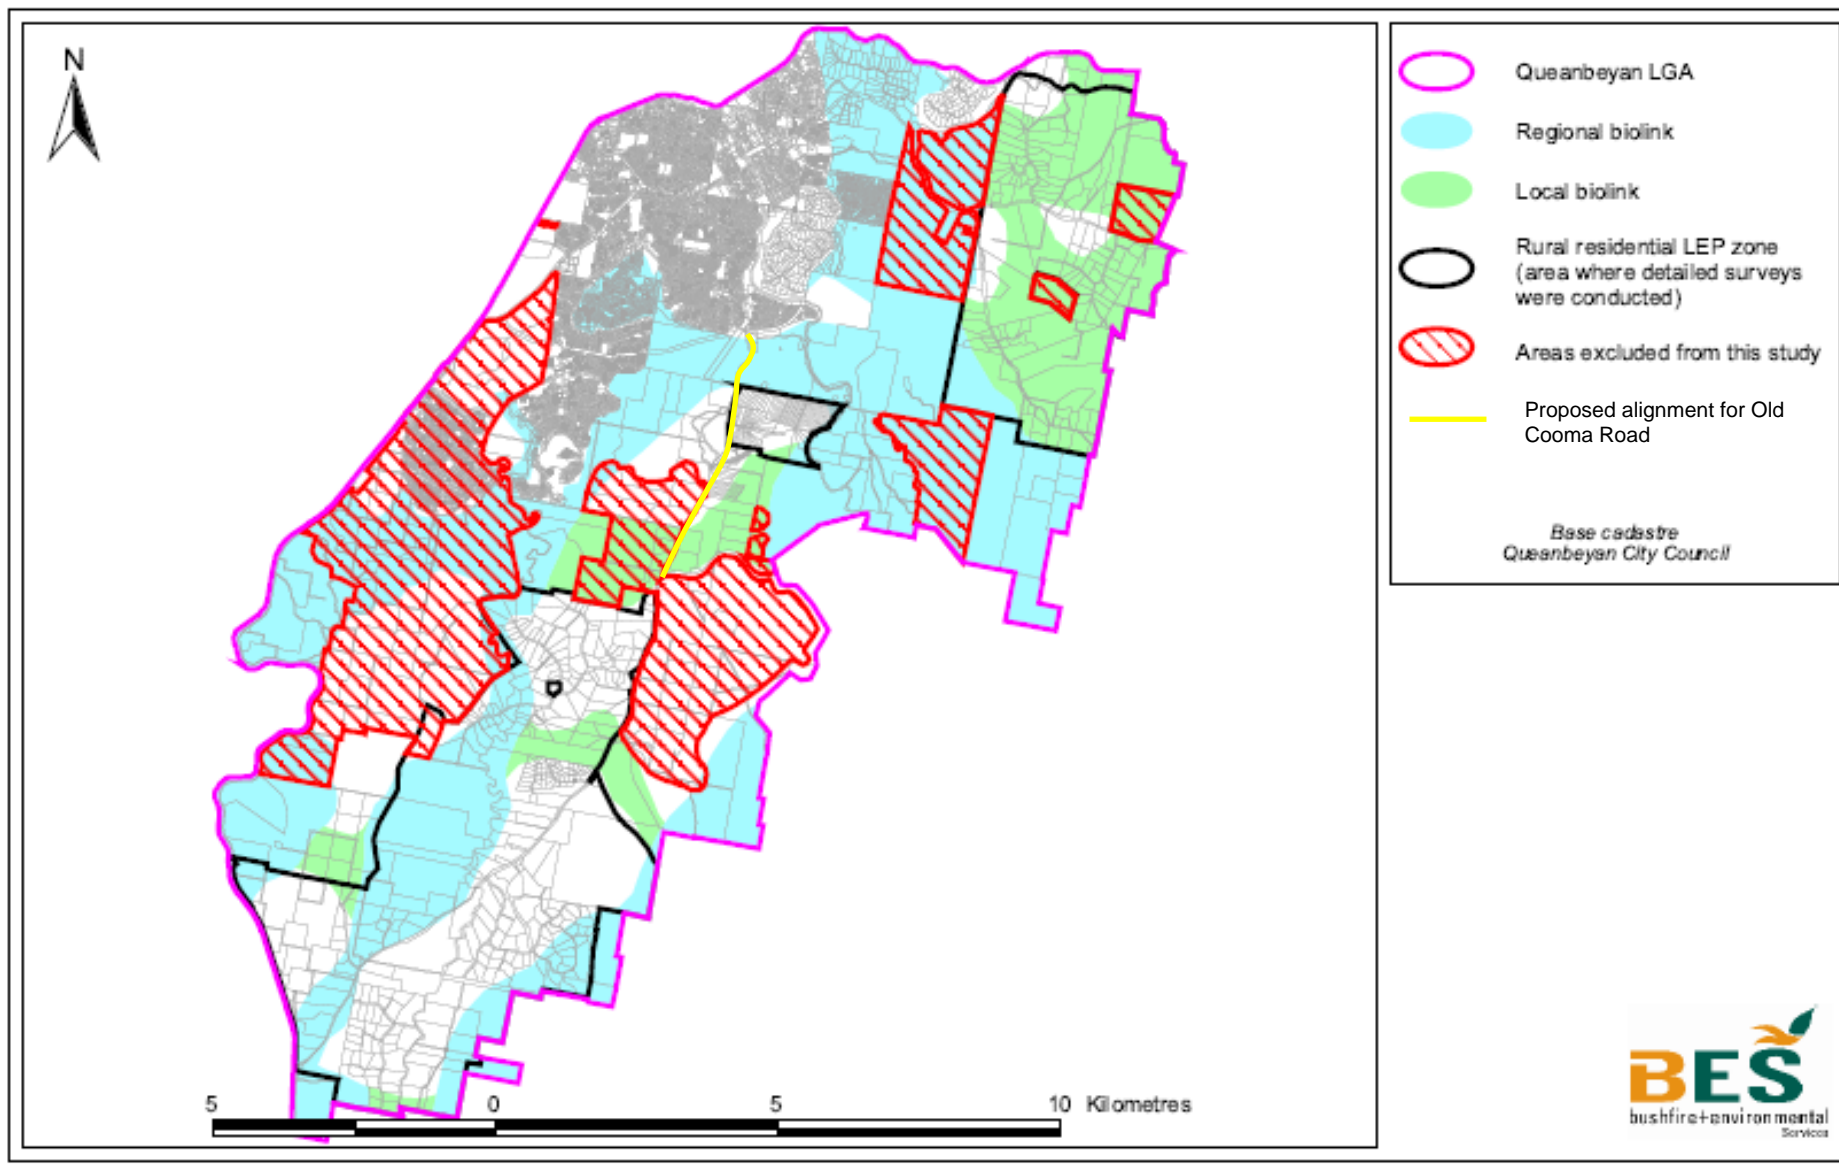 N
Queanbeyan LGA
Regional biolink
Local biolink
Rural residential LEP zone
(area where detailed surveys
were conducted)
Areas excluded from this study
Proposed alignment for Old
Cooma Road
Base cadastre
Queanbeyan City Council
5 0 5 10 Kilometres
BES
bushfire+environmental
Services